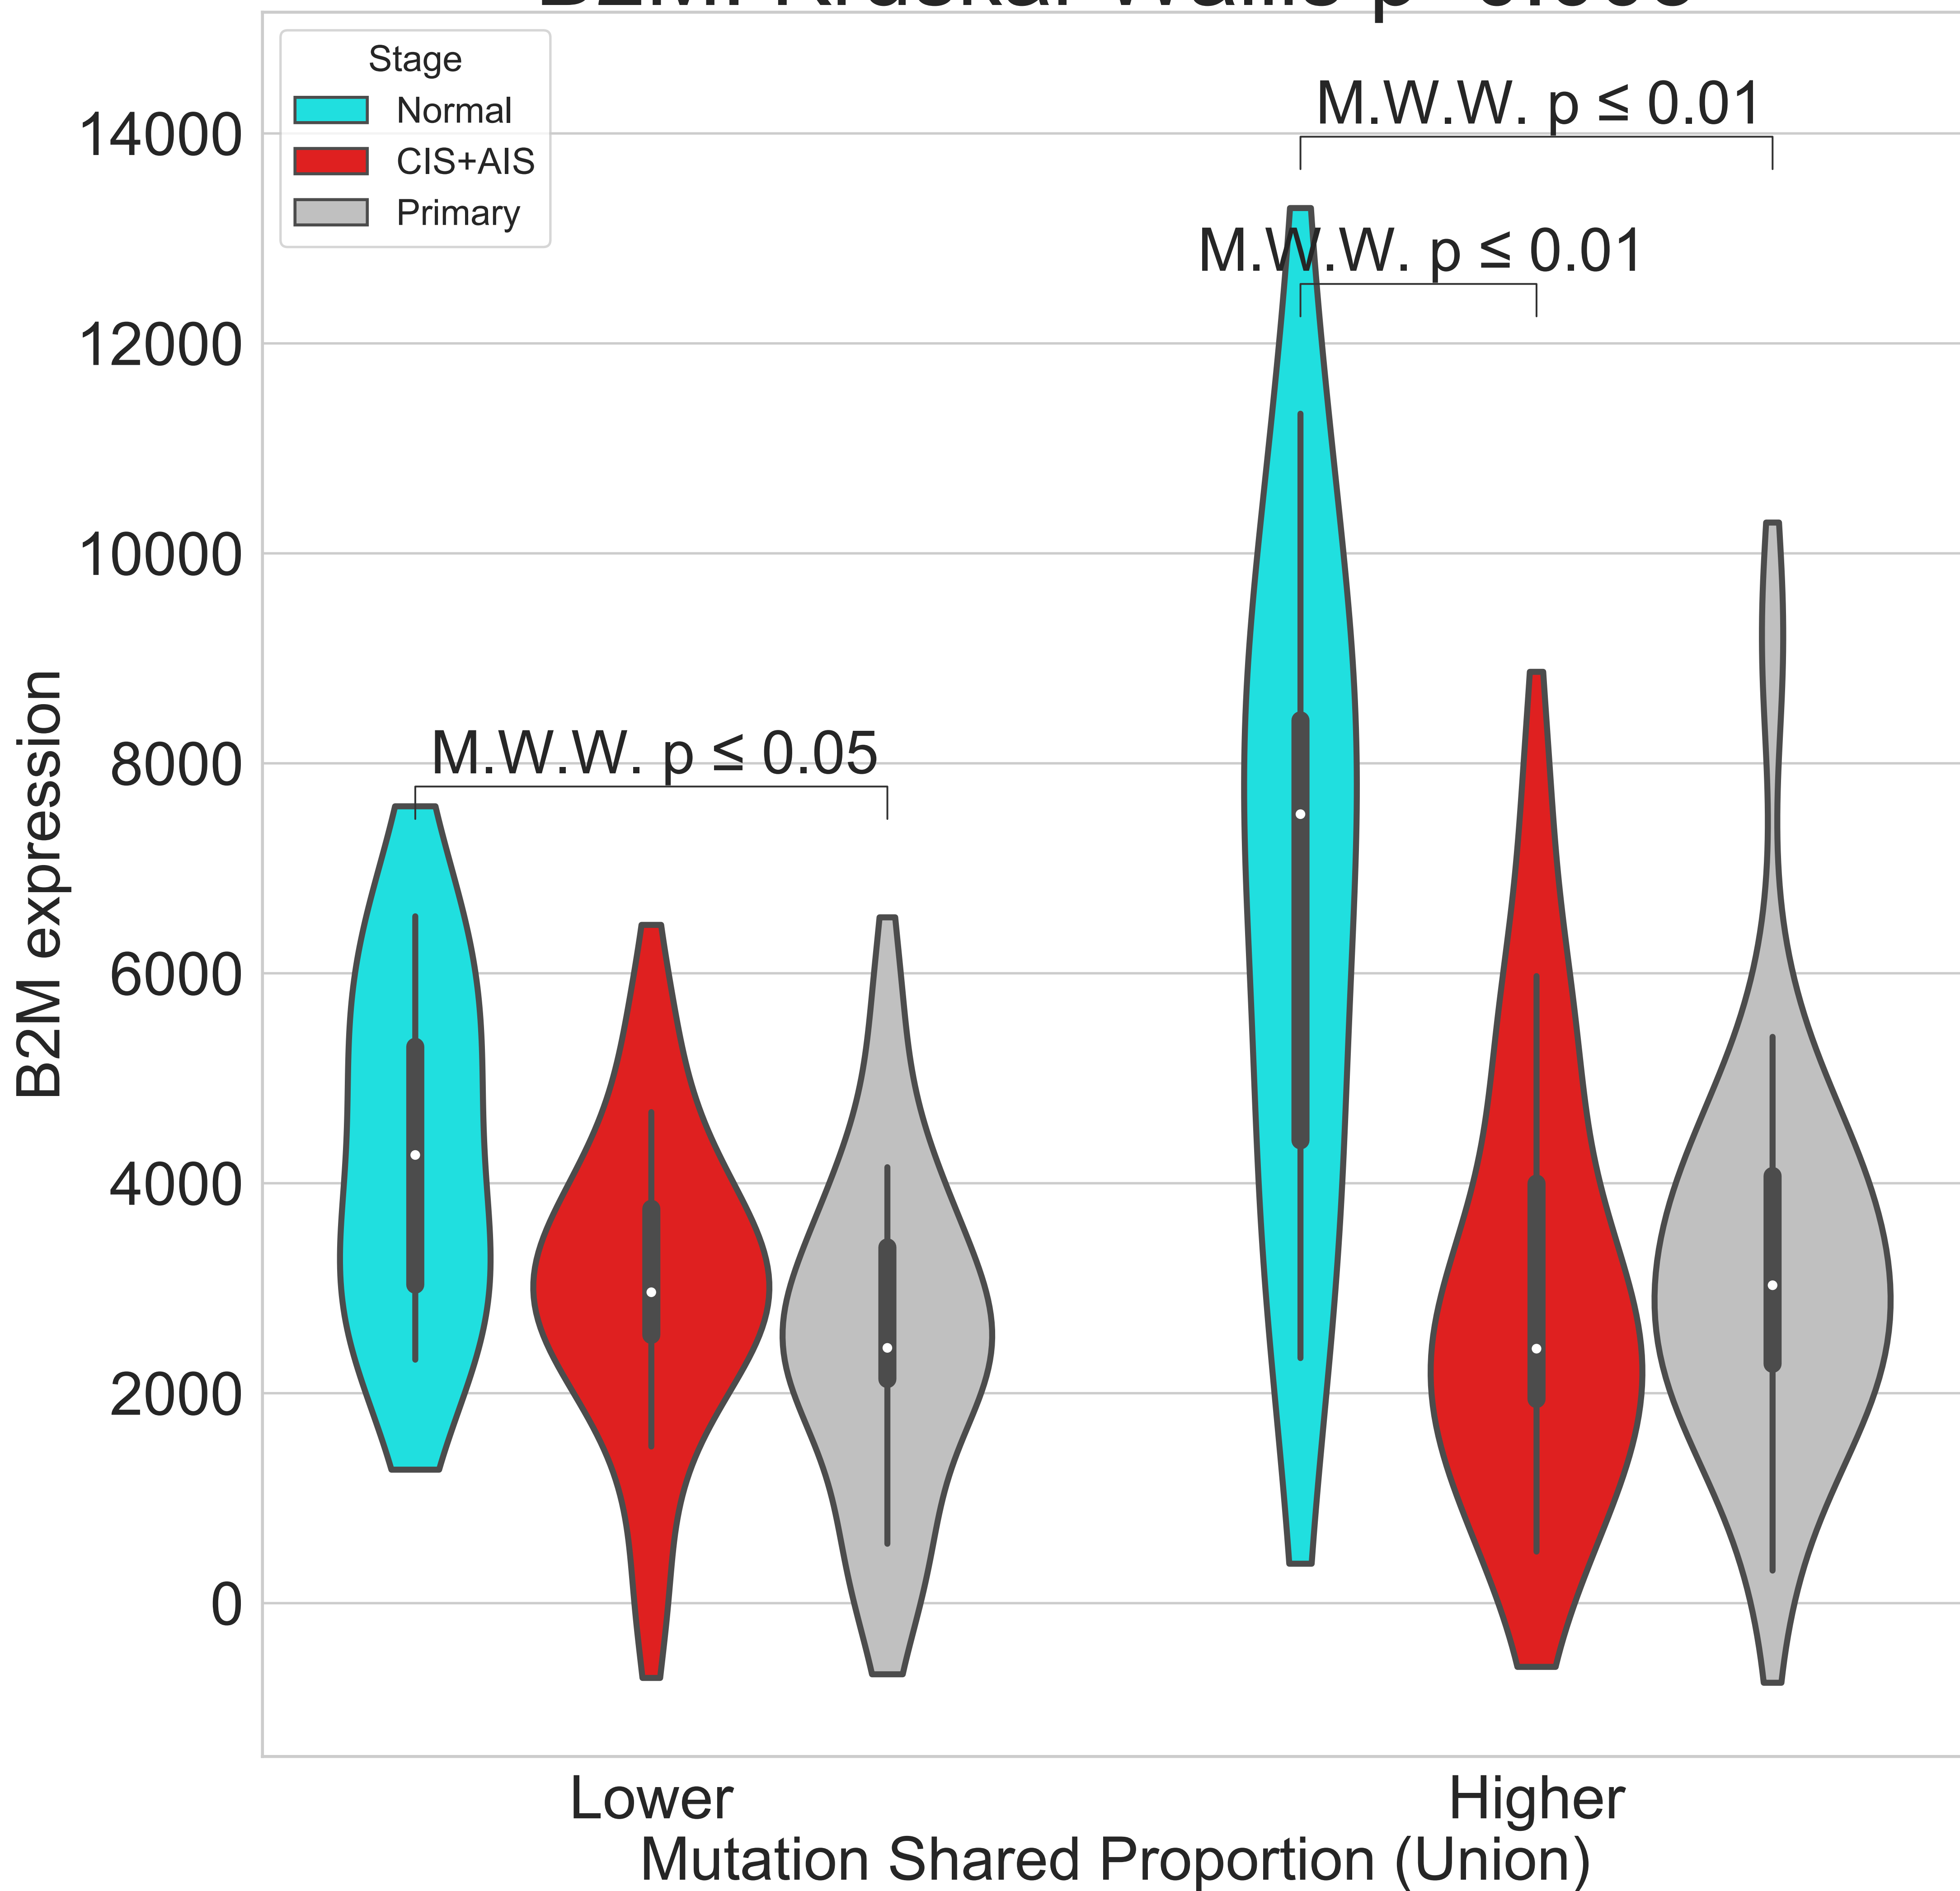 Stage
Normal
CIS+AIS
Primary
M.W.W. p ≤ 0.01
M.W.W. p ≤ 0.01
M.W.W. p ≤ 0.05
14000
12000
10000
8000
6000
4000
2000
0
B2M expression
Lower
Higher
Mutation Shared Proportion (Union)